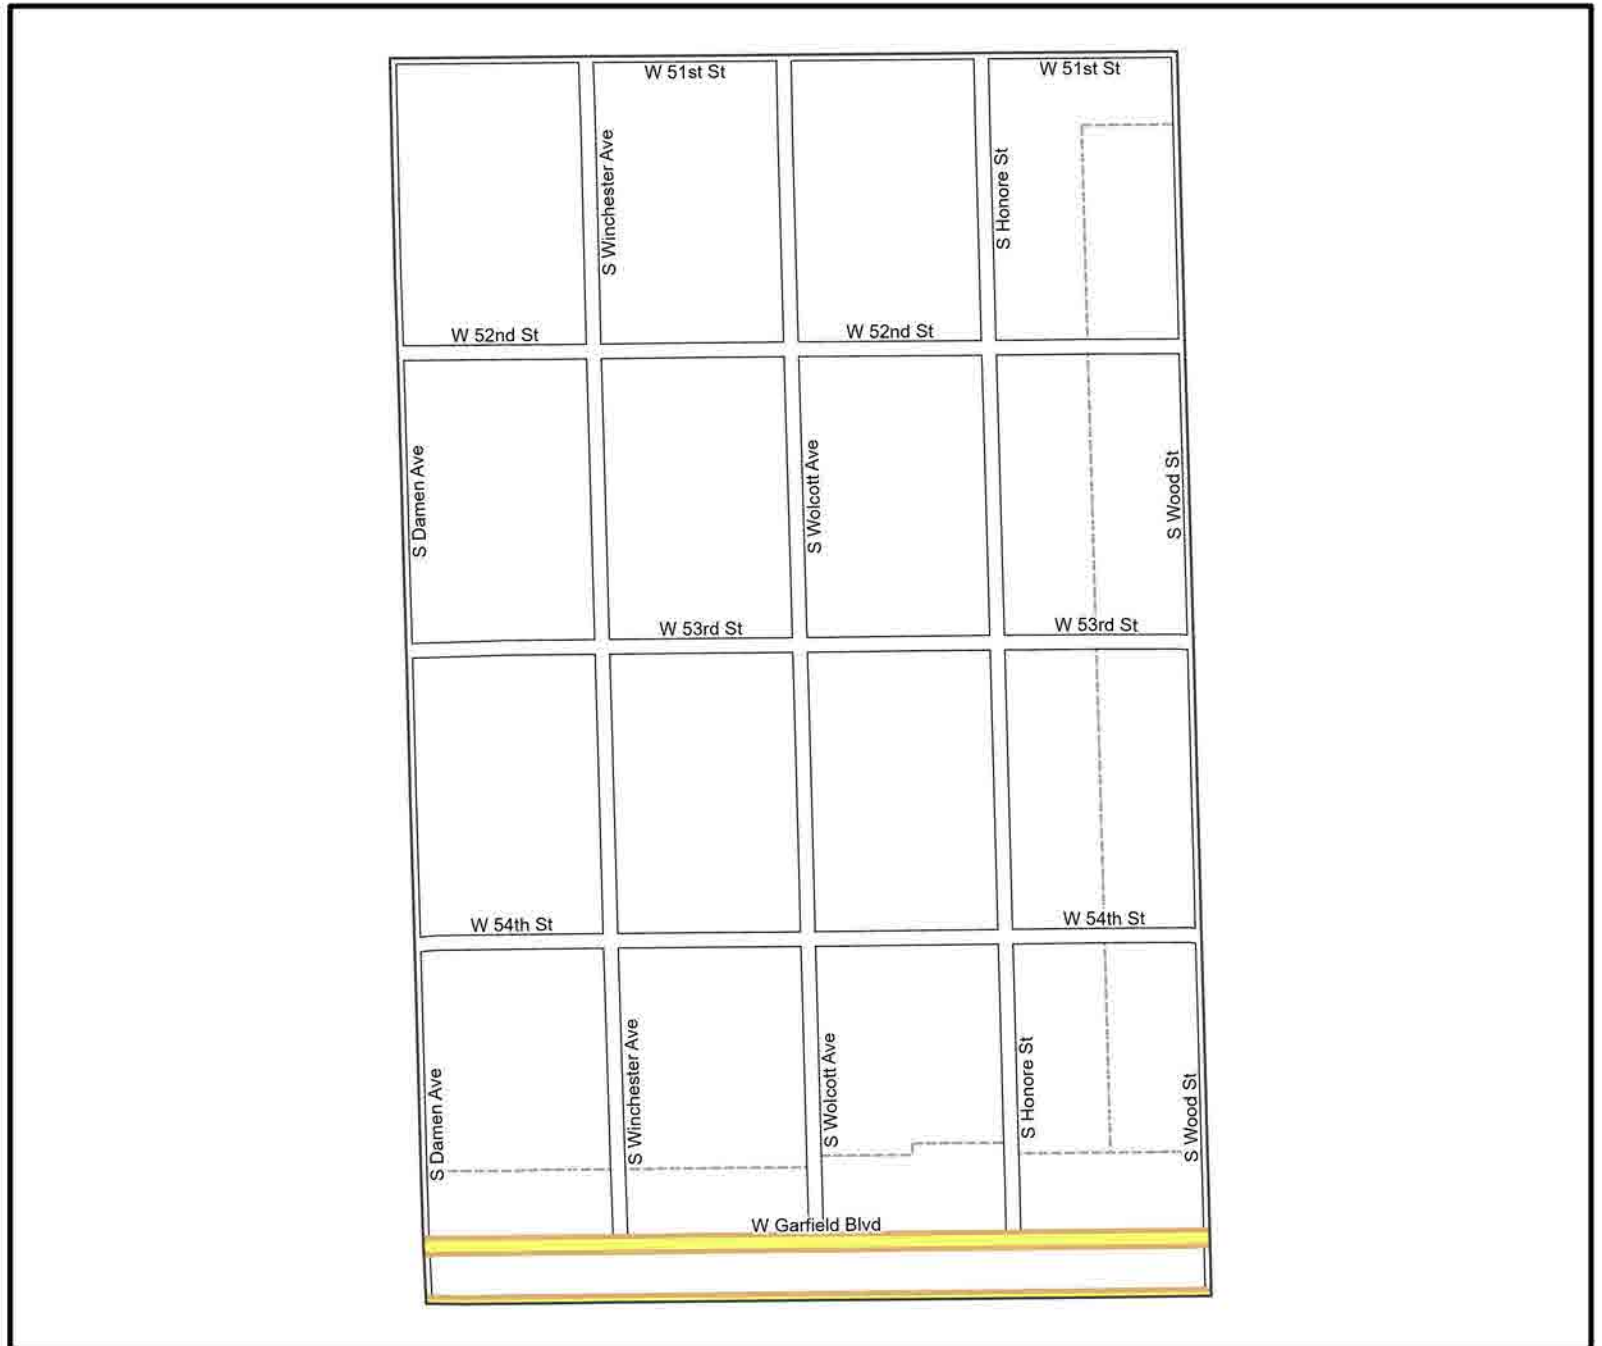 W 51st St
W 51st St
S Winchester Ave
S Honore St
W 52nd St
W 52nd St
S Damen Ave
S Wolcott Ave
S Wood St
W 53rd St
W 53rd St
W 54th St
W 54th St
S Damen Ave
S Winchester Ave
S Wolcott Ave
S Honore St
S Wood St
W Garfield Blvd